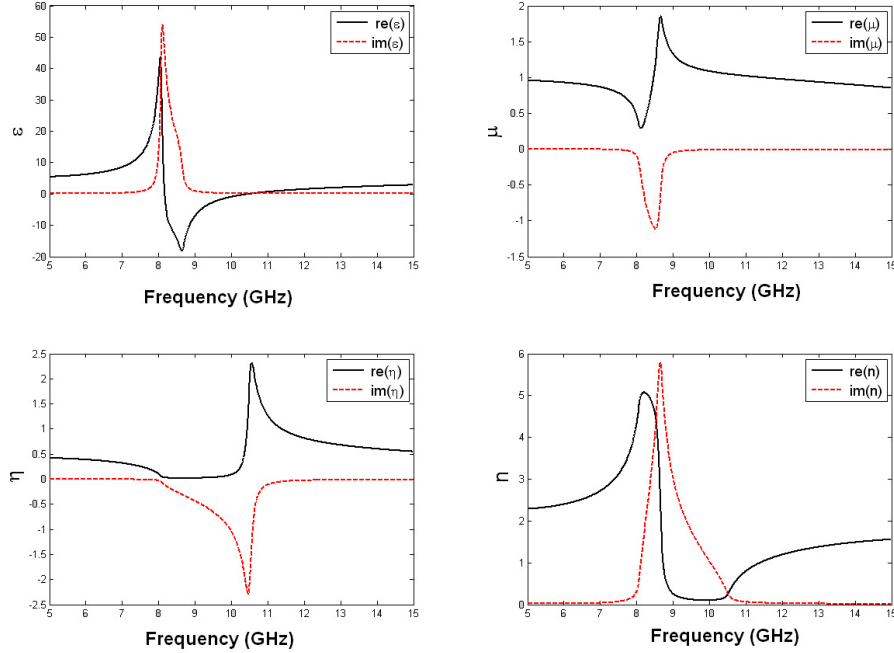 60
50
40
30
20
10
0
-10
-20
ε
re(ε)
im(ε)
5 6 7 8 9 10 11 12 13 14 15
Frequency (GHz)
2
1.5
1
0.5
0
-0.5
-1
-1.5
μ
re(μ)
im(μ)
5 6 7 8 9 10 11 12 13 14 15
Frequency (GHz)
2.5
2
1.5
1
0.5
0
-0.5
-1
-1.5
-2
-2.5
η
re(η)
im(η)
5 6 7 8 9 10 11 12 13 14 15
Frequency (GHz)
6
5
4
3
2
1
0
n
re(n)
im(n)
5 6 7 8 9 10 11 12 13 14 15
Frequency (GHz)